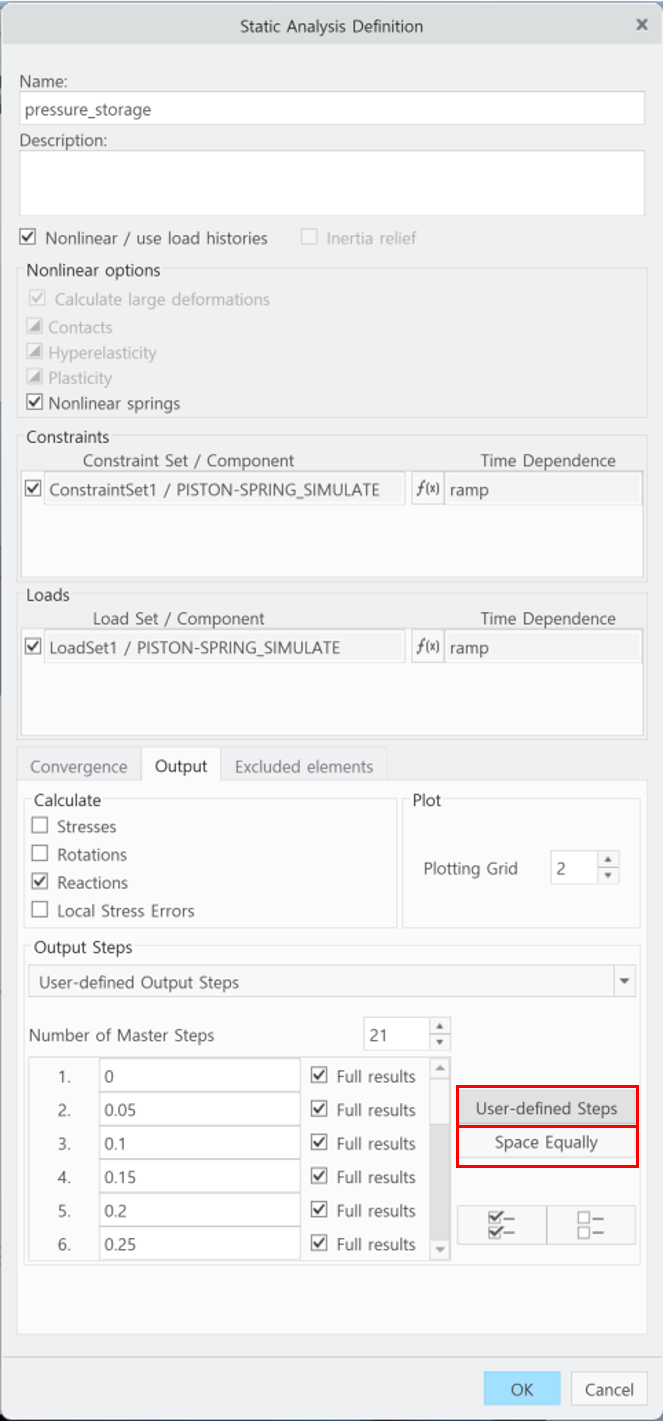 Static Analysis Definition
Name:
pressure_storage
Description:
Nonlinear / use load histories Inertia relief
Nonlinear options
Calculate large deformations
Contacts
Hyperelasticity
Plasticity
Nonlinear springs
Constraints
Constraint Set / Component Time Dependence
ConstraintSet1 / PISTON-SPRING_SIMULATE f(x) ramp
Loads
Load Set / Component Time Dependence
LoadSet1 / PISTON-SPRING_SIMULATE f(x) ramp
Convergence Output Excluded elements
Calculate Plot
Stresses
Rotations
Plotting Grid 2
Reactions
Local Stress Errors
Output Steps
User-defined Output Steps
Number of Master Steps 21
1. 0 Full results
2. 0.05 Full results User-defined Steps
3. 0.1 Full results Space Equally
4. 0.15 Full results
5. 0.2 Full results
6. 0.25 Full results
OK Cancel